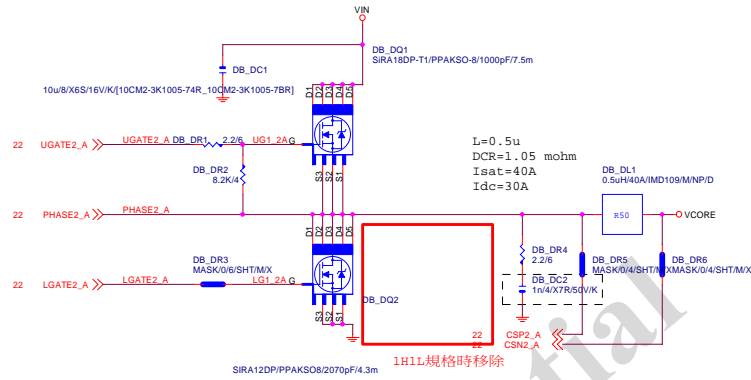 VIN
DB_DQ1
SiRA18DP-T1/PPAKSO-8/1000pF/7.5m
DB_DC1
10u/8/X6S/16V/K/[10CM2-3K1005-74R_10CM2-3K1005-7BR]
D1
D2
D3
D4
D5
22 UGATE2_A
UGATE2_A
DB_DR1
2.2/6
UG1_2A
G
S3
S2
S1
DB_DR2
8.2K/4
L=0.5u
DCR=1.05 mohm
Isat=40A
Idc=30A
DB_DL1
0.5uH/40A/IMD109/M/NP/D
R50
VCORE
22 PHASE2_A
PHASE2_A
D1
D2
D3
D4
D5
DB_DR3
MASK/0/6/SHT/M/X
22 LGATE2_A
LGATE2_A
LG1_2A
G
DB_DQ2
S3
S2
S1
DB_DR4
2.2/6
DB_DC2
1n/4/X7R/50V/K
DB_DR5
MASK/0/4/SHT/M/X
DB_DR6
MASK/0/4/SHT/M/X
22 CSP2_A
22 CSN2_A
1H1L規格時移除
SIRA12DP/PPAKSO8/2070pF/4.3m